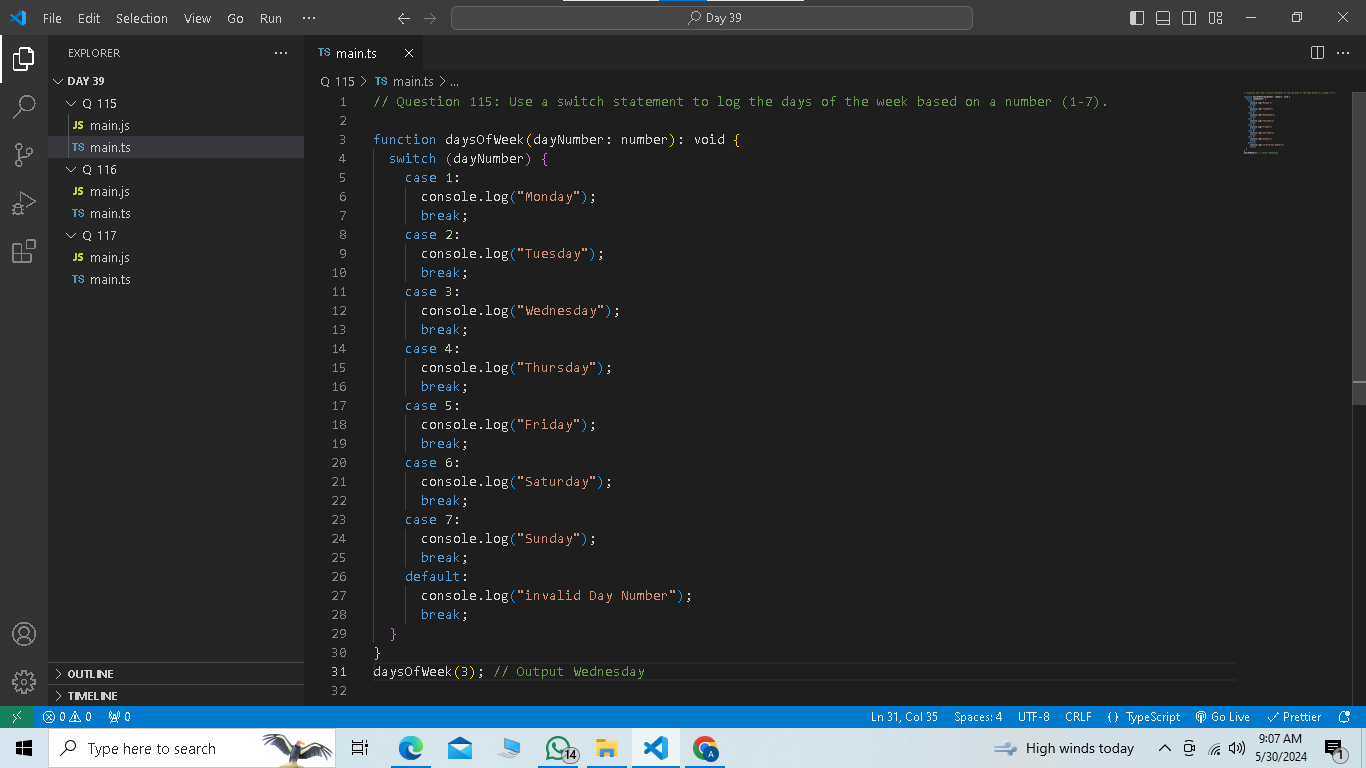 File Edit Selection View Go Run ···
Day 39
EXPLORER
DAY 39
Q 115
JS main.js
TS main.ts
Q 116
JS main.js
TS main.ts
Q 117
JS main.js
TS main.ts
OUTLINE
TIMELINE
TS main.ts
Q 115 > TS main.ts > ...
1 // Question 115: Use a switch statement to log the days of the week based on a number (1-7).
2
3 function daysOfWeek(dayNumber: number): void {
4 switch (dayNumber) {
5 case 1:
6 console.log("Monday");
7 break;
8 case 2:
9 console.log("Tuesday");
10 break;
11 case 3:
12 console.log("Wednesday");
13 break;
14 case 4:
15 console.log("Thursday");
16 break;
17 case 5:
18 console.log("Friday");
19 break;
20 case 6:
21 console.log("Saturday");
22 break;
23 case 7:
24 console.log("Sunday");
25 break;
26 default:
27 console.log("invalid Day Number");
28 break;
29 }
30 }
31 daysOfWeek(3); // Output Wednesday
32
0 0 0 Ln 31, Col 35 Spaces: 4 UTF-8 CRLF {} TypeScript Go Live Prettier
Type here to search
14
A
High winds today
9:07 AM
5/30/2024
1